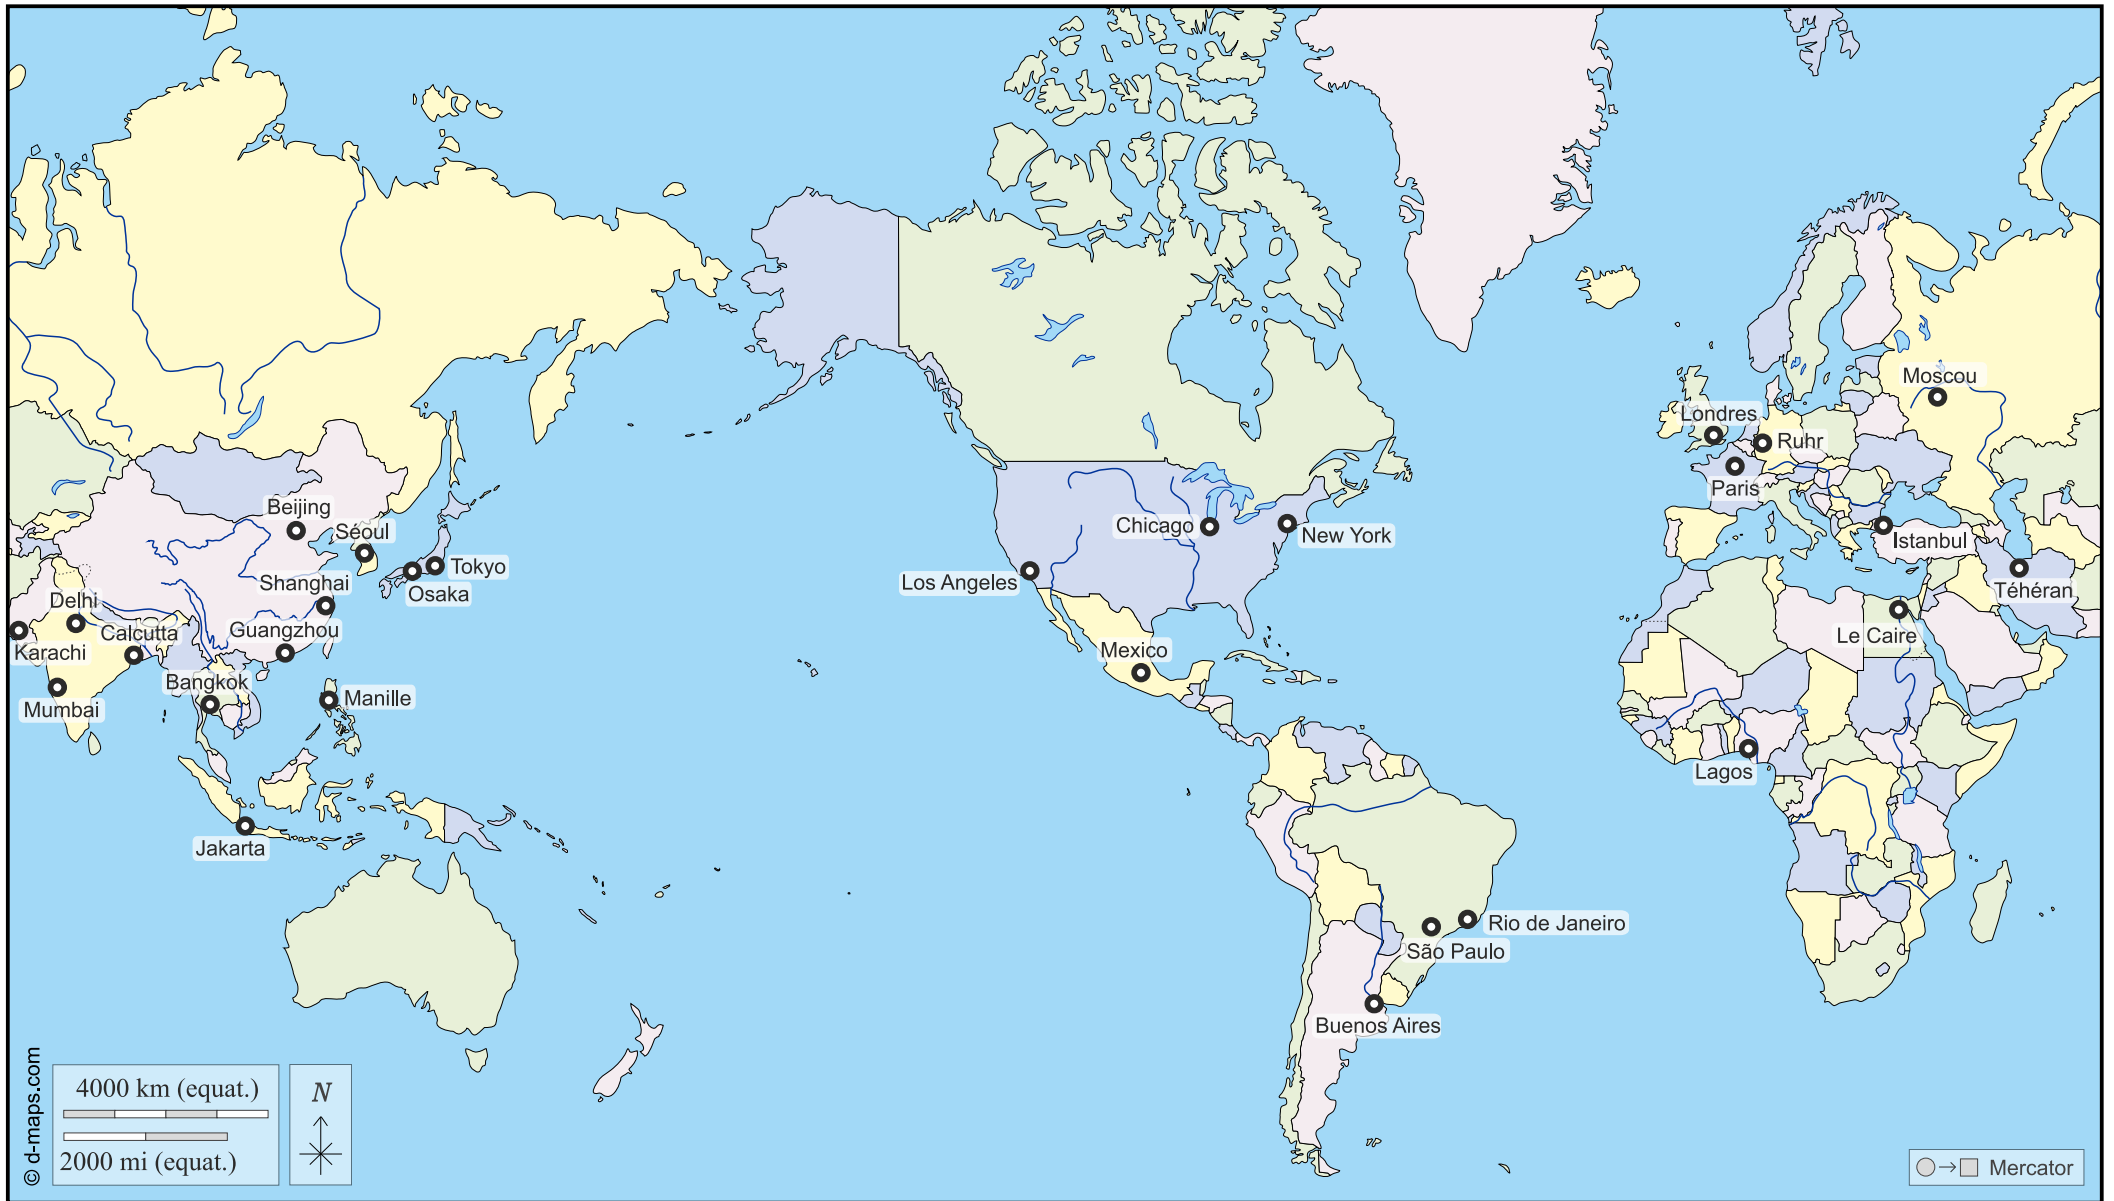 Moscou
Londres
Ruhr
Paris
Beijing
Séoul
Chicago
New York
Istanbul
Tokyo
Shanghai
Osaka
Los Angeles
Téhéran
Delhi
Calcutta
Guangzhou
Le Caire
Karachi
Mexico
Bangkok
Manille
Mumbai
Lagos
Jakarta
Rio de Janeiro
São Paulo
Buenos Aires
© d-maps.com
4000 km (equat.)
2000 mi (equat.)
N
Mercator